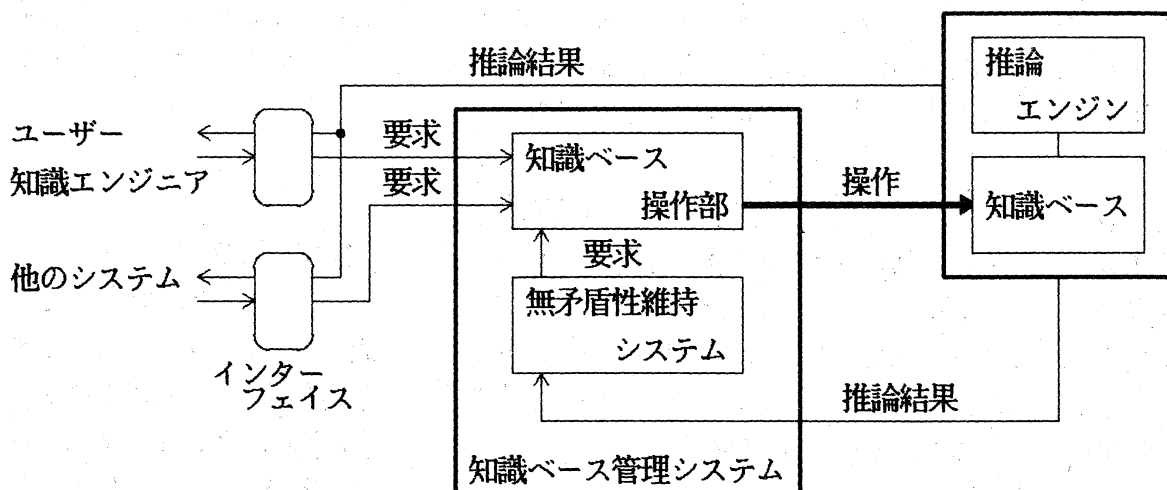 推論結果
推論
エンジン
ユーザー
知識エンジニア
要求
要求
知識ベース
操作部
操作
知識ベース
要求
他のシステム
無矛盾性維持
システム
インター
フェイス
推論結果
知識ベース管理システム